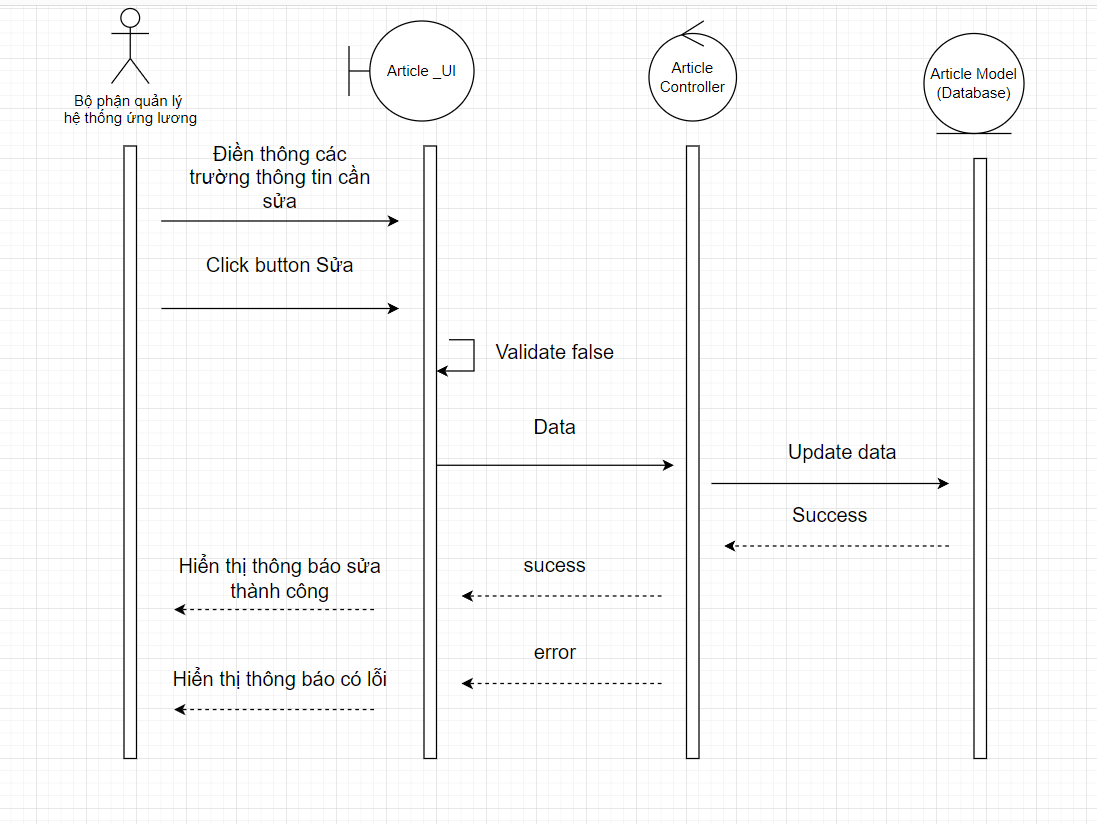 Bộ phận quản lý
hệ thống ứng lương
Article _UI
Article
Controller
Article Model
(Database)
Điền thông các
trường thông tin cần
sửa
Click button Sửa
Validate false
Data
Update data
Success
sucess
Hiển thị thông báo sửa
thành công
error
Hiển thị thông báo có lỗi